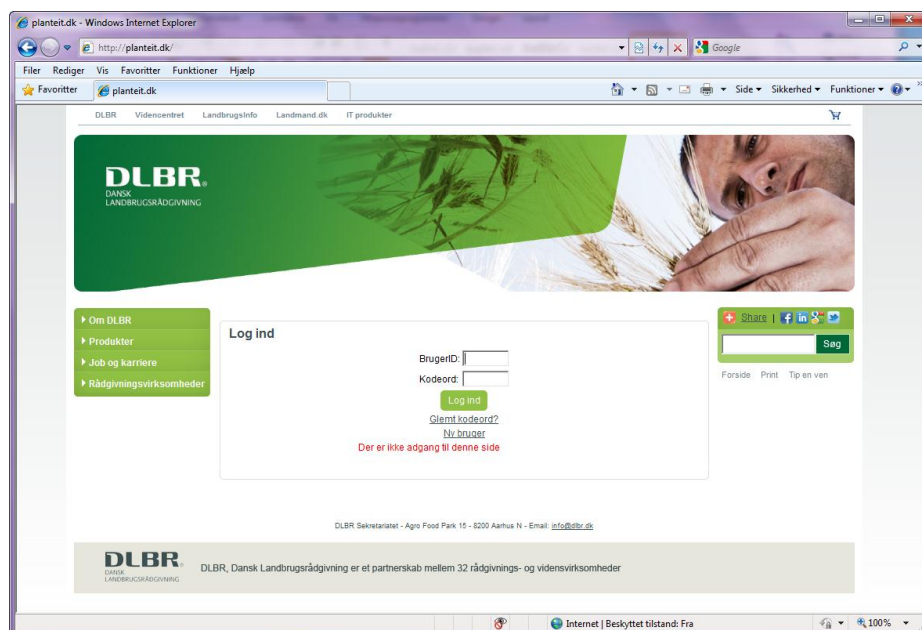 planteit.dk - Windows Internet Explorer
http://planteit.dk/
Google
Filer Rediger Vis Favoritter Funktioner Hjælp
Favoritter planteit.dk Side Sikkerhed Funktioner
DLBR Videncentret LandbrugsInfo Landmand.dk IT produkter
DLBR®
DANSK
LANDBRUGSRÅDGIVNING
Om DLBR
Produkter
Job og karriere
Rådgivningsvirksomheder
Log ind
BrugerID:
Kodeord:
Log ind
Glemt kodeord?
Ny bruger
Der er ikke adgang til denne side
Share |
Søg
Forside Print Tip en ven
DLBR Sekretariatet - Agro Food Park 15 - 8200 Aarhus N - Email: info@dlbr.dk
DLBR®
DANSK
LANDBRUGSRÅDGIVNING
DLBR, Dansk Landbrugsrådgivning er et partnerskab mellem 32 rådgivnings- og vidensvirksomheder
Internet | Beskyttet tilstand: Fra
100%